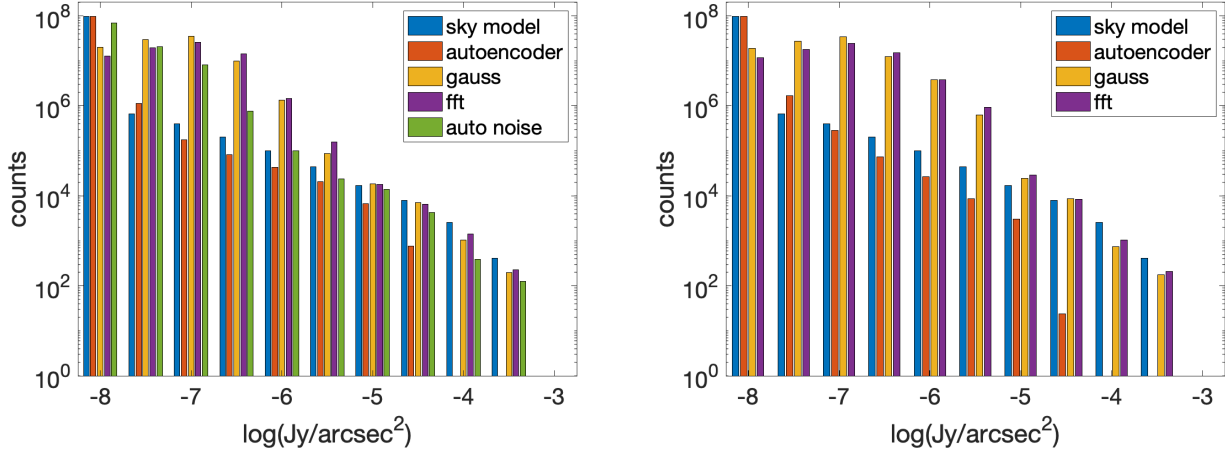 10^8
10^6
10^4
10^2
10^0
counts
-8 -7 -6 -5 -4 -3
log(Jy/arcsec^2)
sky model
autoencoder
gauss
fft
auto noise
10^8
10^6
10^4
10^2
10^0
counts
-8 -7 -6 -5 -4 -3
log(Jy/arcsec^2)
sky model
autoencoder
gauss
fft